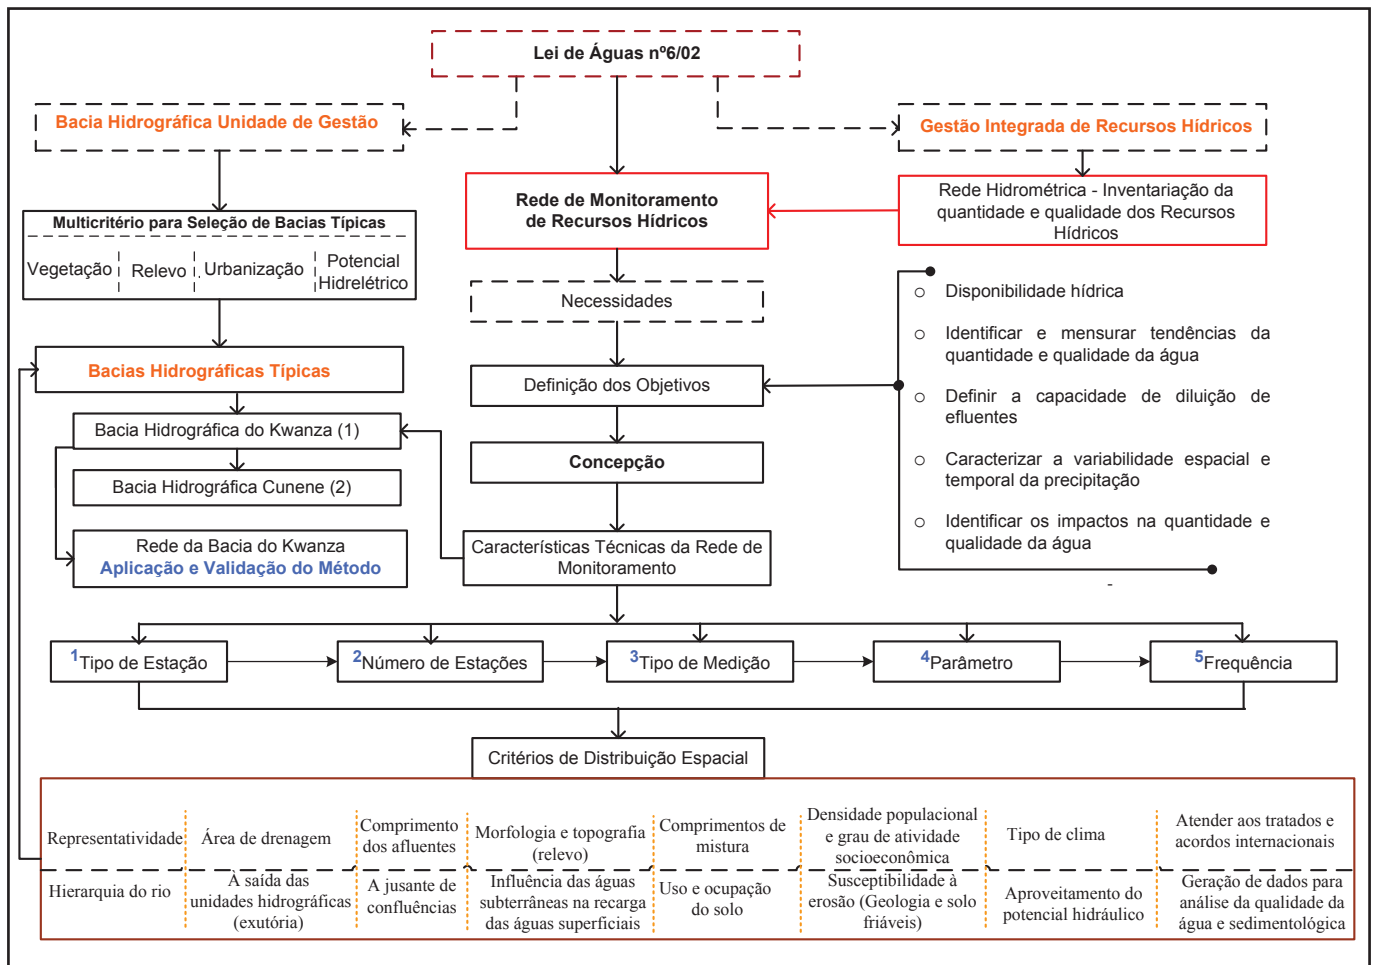 Lei de Águas nº6/02
Bacia Hidrográfica Unidade de Gestão
Gestão Integrada de Recursos Hídricos
Rede de Monitoramento
de Recursos Hídricos
Rede Hidrométrica - Inventariação da
quantidade e qualidade dos Recursos
Hídricos
Multicritério para Seleção de Bacias Típicas
Vegetação
Relevo
Urbanização
Potencial
Hidrelétrico
Necessidades
Disponibilidade hídrica
Identificar e mensurar tendências da
quantidade e qualidade da água
Definir a capacidade de diluição de
efluentes
Caracterizar a variabilidade espacial e
temporal da precipitação
Identificar os impactos na quantidade e
qualidade da água
Bacias Hidrográficas Típicas
Definição dos Objetivos
Bacia Hidrográfica do Kwanza (1)
Concepção
Bacia Hidrográfica Cunene (2)
Rede da Bacia do Kwanza
Aplicação e Validação do Método
Características Técnicas da Rede de
Monitoramento
1Tipo de Estação
2Número de Estações
3Tipo de Medição
4Parâmetro
5Frequência
Critérios de Distribuição Espacial
Representatividade
Área de drenagem
Comprimento
dos afluentes
Morfologia e topografia
(relevo)
Comprimentos de
mistura
Densidade populacional
e grau de atividade
socioeconômica
Tipo de clima
Atender aos tratados e
acordos internacionais
Hierarquia do rio
À saída das
unidades hidrográficas
(exutória)
A jusante de
confluências
Influência das águas
subterrâneas na recarga
das águas superficiais
Uso e ocupação
do solo
Susceptibilidade à
erosão (Geologia e solo
friáveis)
Aproveitamento do
potencial hidráulico
Geração de dados para
análise da qualidade da
água e sedimentológica